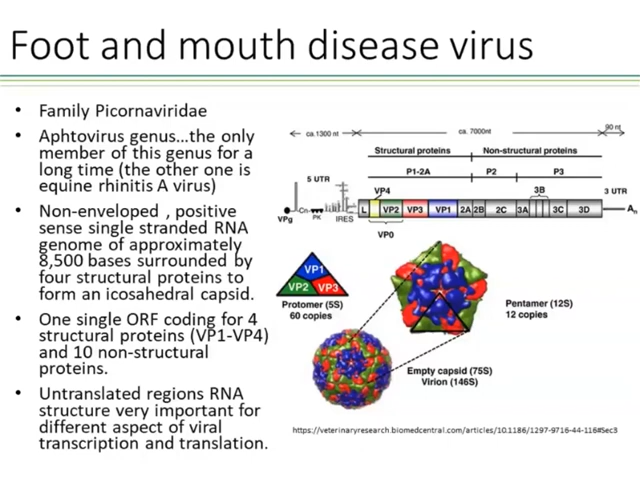 Foot and mouth disease virus
• Family Picornaviridae
• Aphtovirus genus…the only
member of this genus for a
long time (the other one is
equine rhinitis A virus)
• Non-enveloped , positive
sense single stranded RNA
genome of approximately
8,500 bases surrounded by
four structural proteins to
form an icosahedral capsid.
• One single ORF coding for 4
structural proteins (VP1-VP4)
and 10 non-structural
proteins.
• Untranslated regions RNA
structure very important for
different aspect of viral
transcription and translation.
ca.1300 nt
ca. 7000nt
90 nt
Structural proteins
Non-structural proteins
P1-2A
P2
P3
5 UTR
VP4
3B
3 UTR
VPg
Cn
PK
IRES
L
VP2
VP3
VP1
2A
2B
2C
3A
3C
3D
An
VP0
VP1
VP2
VP3
Protomer (5S)
60 copies
Pentamer (12S)
12 copies
Empty capsid (75S)
Virion (146S)
https://veterinaryresearch.biomedcentral.com/articles/10.1186/1297-9716-44-116#Sec3